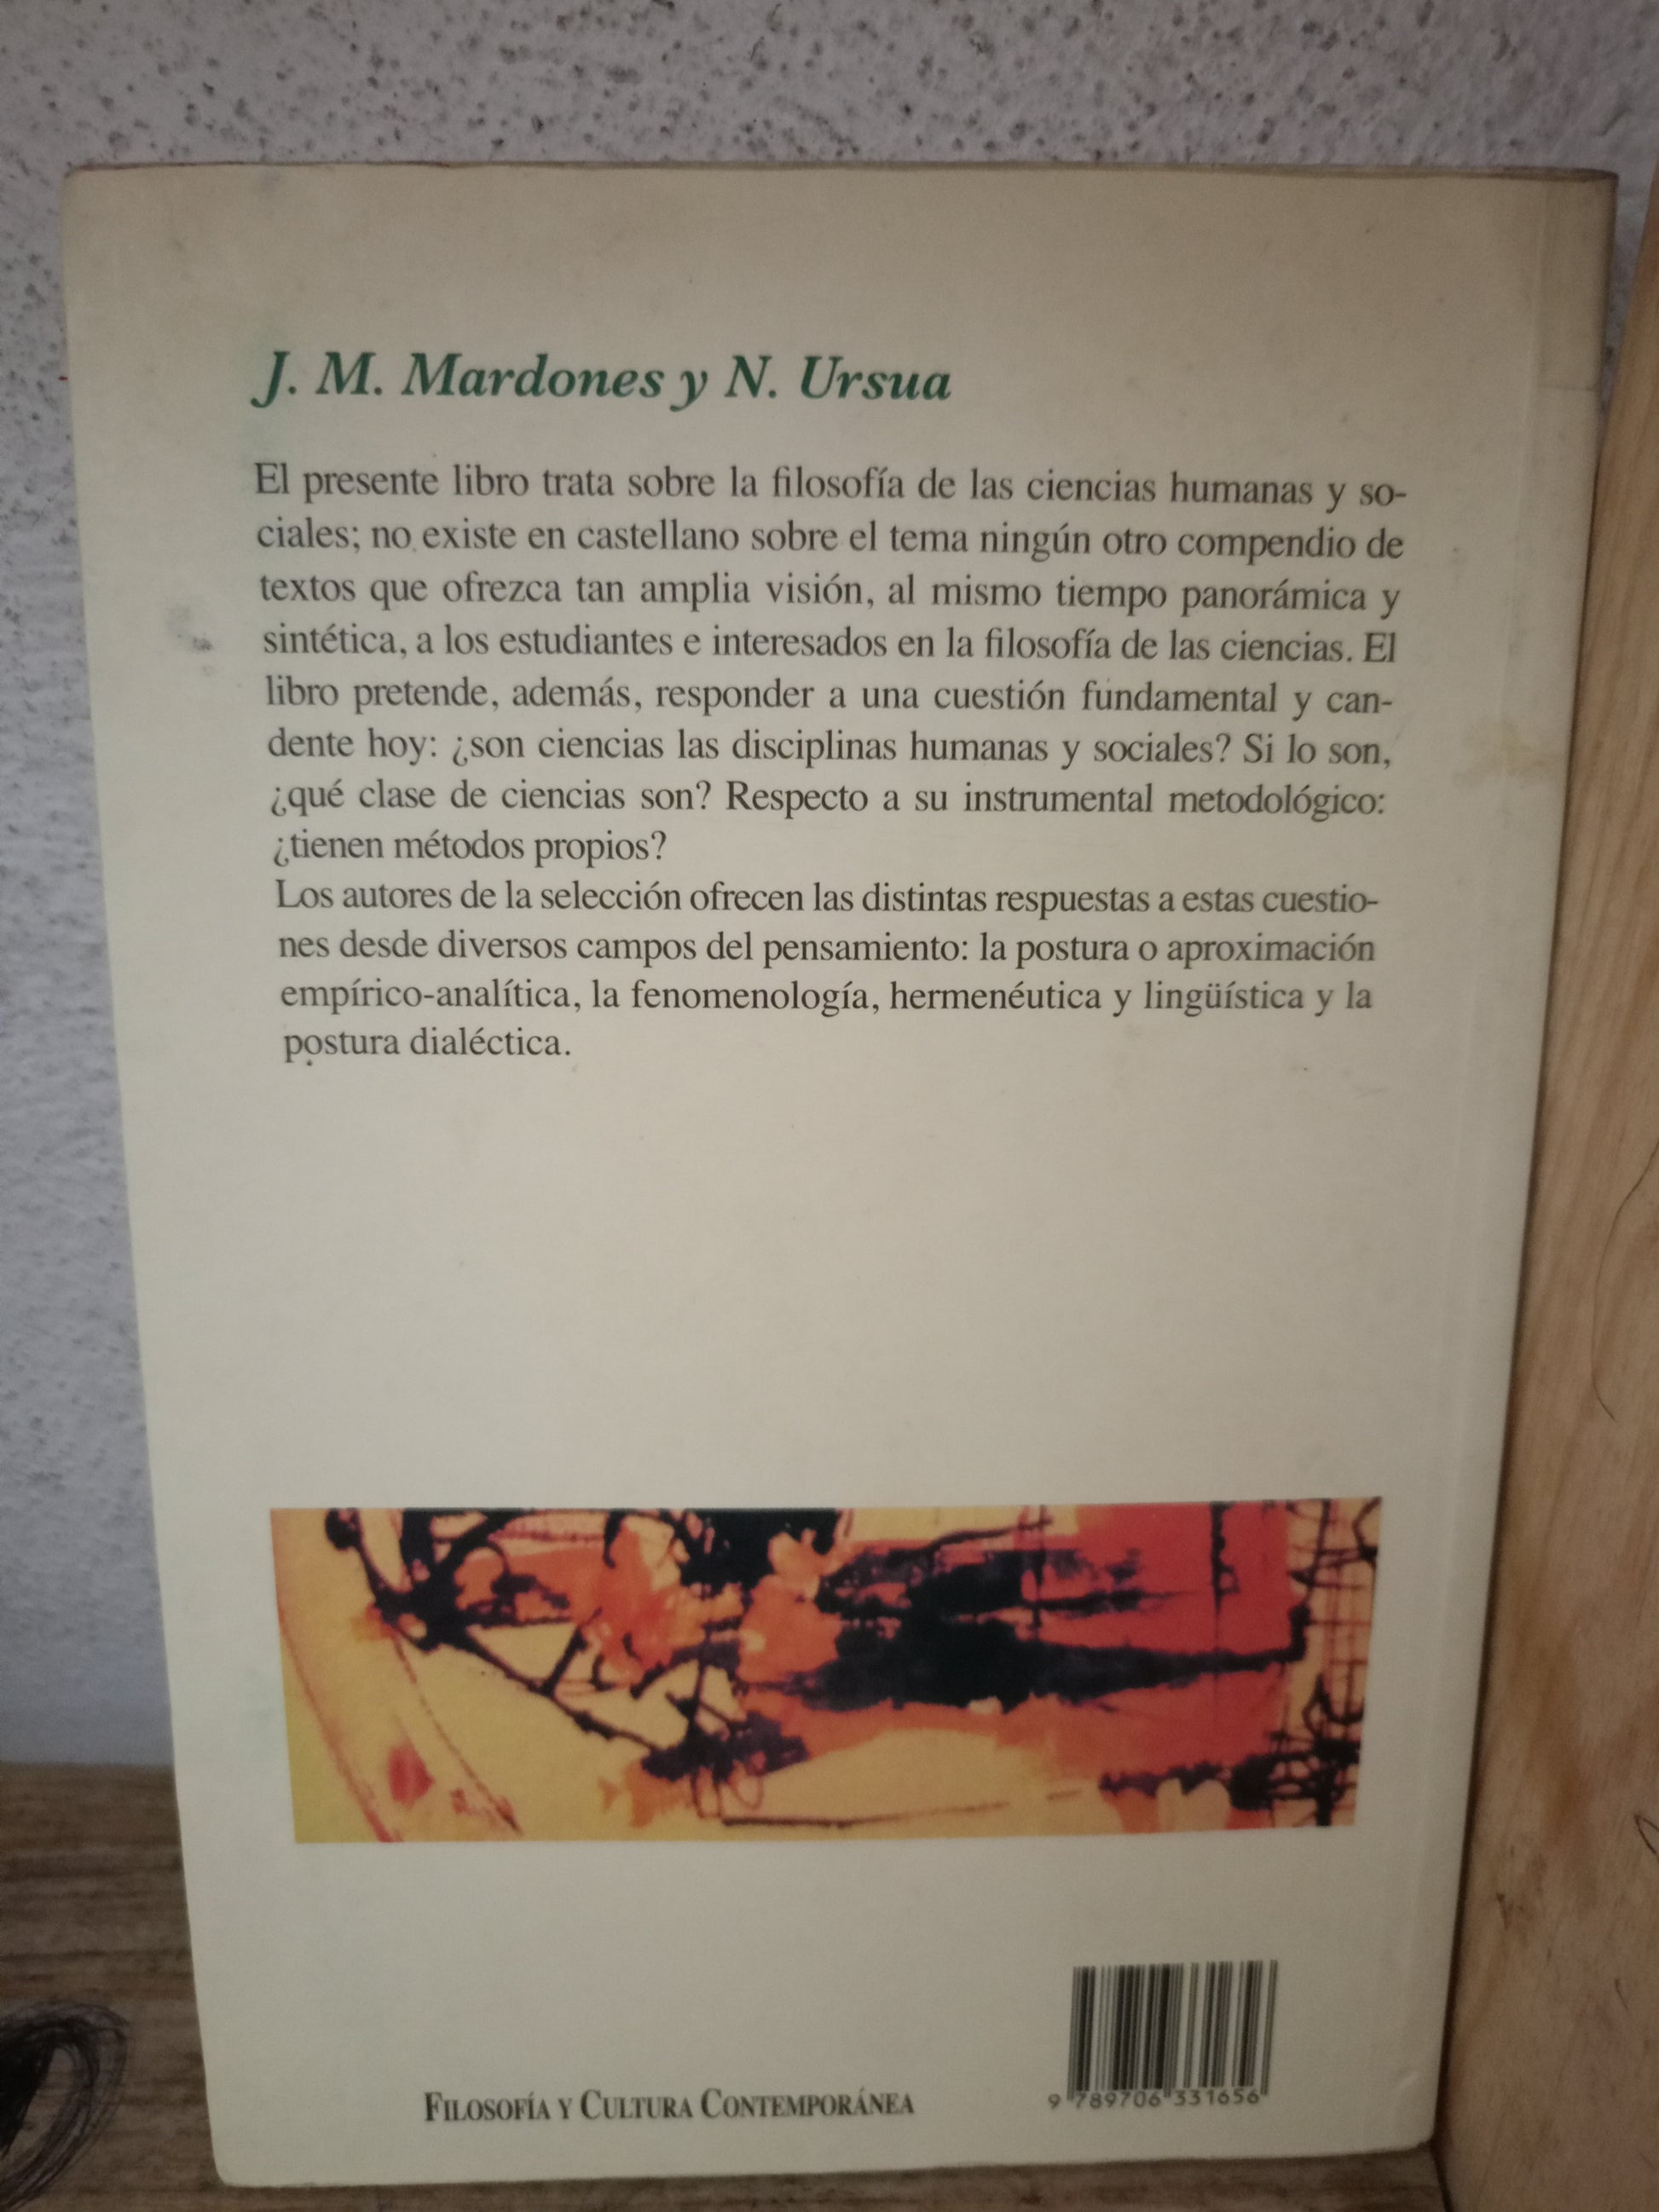 J. M. Mardones y N. Ursua
El presente libro trata sobre la filosofía de las ciencias humanas y so-
ciales; no existe en castellano sobre el tema ningún otro compendio de
textos que ofrezca tan amplia visión, al mismo tiempo panorámica y
sintética, a los estudiantes e interesados en la filosofía de las ciencias. El
libro pretende, además, responder a una cuestión fundamental y can-
dente hoy: ¿son ciencias las disciplinas humanas y sociales? Si lo son,
¿qué clase de ciencias son? Respecto a su instrumental metodológico:
¿tienen métodos propios?
Los autores de la selección ofrecen las distintas respuestas a estas cuestio-
nes desde diversos campos del pensamiento: la postura o aproximación
empírico-analítica, la fenomenología, hermenéutica y lingüística y la
postura dialéctica.
FILOSOFÍA Y CULTURA CONTEMPORÁNEA
9 789706 331656